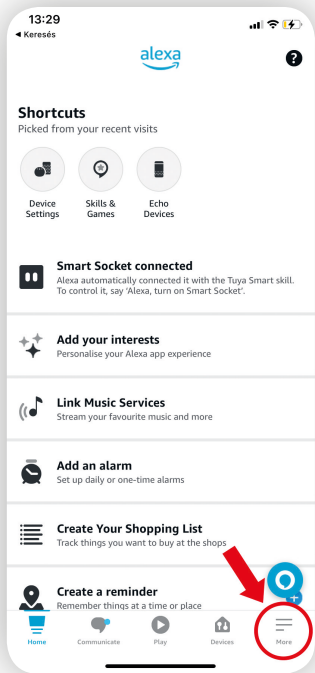 13:29
◀ Keresés
alexa
?
Shortcuts
Picked from your recent visits
Device
Settings
Skills &
Games
Echo
Devices
Smart Socket connected
Alexa automatically connected it with the Tuya Smart skill.
To control it, say 'Alexa, turn on Smart Socket'.
Add your interests
Personalise your Alexa app experience
Link Music Services
Stream your favourite music and more
Add an alarm
Set up daily or one-time alarms
Create Your Shopping List
Track things you want to buy at the shops
Create a reminder
Remember things at a time or place
Home
Communicate
Play
Devices
More